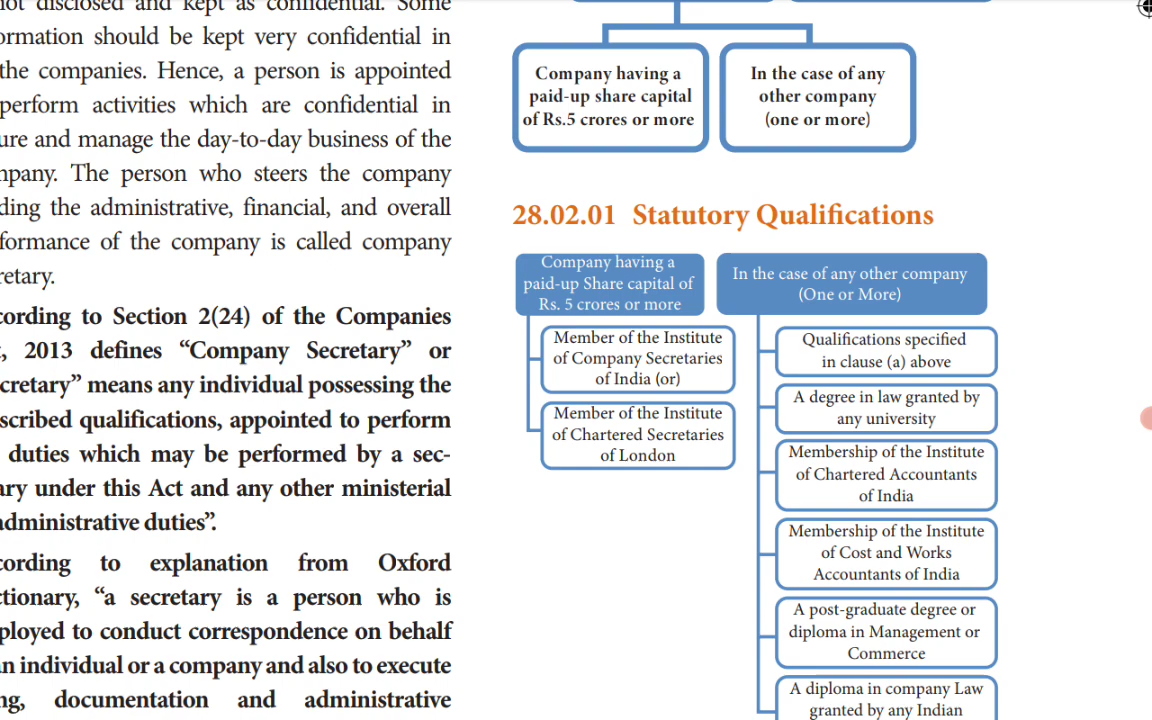 not disclosed and kept as confidential. Some
ormation should be kept very confidential in
the companies. Hence, a person is appointed
perform activities which are confidential in
ure and manage the day-to-day business of the
mpany. The person who steers the company
ding the administrative, financial, and overall
formance of the company is called company
retary.
cording to Section 2(24) of the Companies
, 2013 defines “Company Secretary” or
cretary” means any individual possessing the
scribed qualifications, appointed to perform
duties which may be performed by a sec-
ary under this Act and any other ministerial
administrative duties”.
cording to explanation from Oxford
ctionary, “a secretary is a person who is
ployed to conduct correspondence on behalf
an individual or a company and also to execute
ng, documentation and administrative
Company having a
paid-up share capital
of Rs.5 crores or more
In the case of any
other company
(one or more)
28.02.01 Statutory Qualifications
Company having a
paid-up Share capital of
Rs. 5 crores or more
Member of the Institute
of Company Secretaries
of India (or)
Member of the Institute
of Chartered Secretaries
of London
In the case of any other company
(One or More)
Qualifications specified
in clause (a) above
A degree in law granted by
any university
Membership of the Institute
of Chartered Accountants
of India
Membership of the Institute
of Cost and Works
Accountants of India
A post-graduate degree or
diploma in Management or
Commerce
A diploma in company Law
granted by any Indian